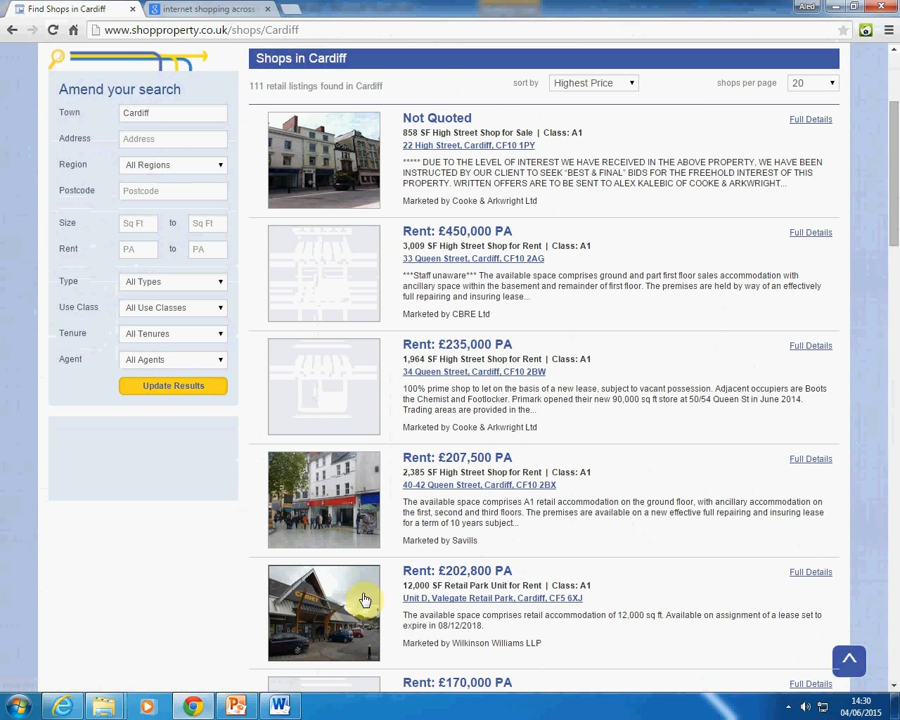 Find Shops in Cardiff
internet shopping across
Aled
www.shopproperty.co.uk/shops/Cardiff
Amend your search
Town
Cardiff
Address
Address
Region
All Regions
Postcode
Postcode
Size
Sq Ft
to
Sq Ft
Rent
PA
to
PA
Type
All Types
Use Class
All Use Classes
Tenure
All Tenures
Agent
All Agents
Update Results
Shops in Cardiff
111 retail listings found in Cardiff
sort by
Highest Price
shops per page
20
Not Quoted
Full Details
858 SF High Street Shop for Sale | Class: A1
22 High Street, Cardiff, CF10 1PY
***** DUE TO THE LEVEL OF INTEREST WE HAVE RECEIVED IN THE ABOVE PROPERTY, WE HAVE BEEN
INSTRUCTED BY OUR CLIENT TO SEEK “BEST & FINAL” BIDS FOR THE FREEHOLD INTEREST OF THIS
PROPERTY. WRITTEN OFFERS ARE TO BE SENT TO ALEX KALEBIC OF COOKE & ARKWRIGHT...
Marketed by Cooke & Arkwright Ltd
Rent: £450,000 PA
Full Details
3,009 SF High Street Shop for Rent | Class: A1
33 Queen Street, Cardiff, CF10 2AG
***Staff unaware*** The available space comprises ground and part first floor sales accommodation with
ancillary space within the basement and remainder of first floor. The premises are held by way of an effectively
full repairing and insuring lease...
Marketed by CBRE Ltd
Rent: £235,000 PA
Full Details
1,964 SF High Street Shop for Rent | Class: A1
34 Queen Street, Cardiff, CF10 2BW
100% prime shop to let on the basis of a new lease, subject to vacant possession. Adjacent occupiers are Boots
the Chemist and Footlocker. Primark opened their new 90,000 sq ft store at 50/54 Queen St in June 2014.
Trading areas are provided in the...
Marketed by Cooke & Arkwright Ltd
Rent: £207,500 PA
Full Details
2,385 SF High Street Shop for Rent | Class: A1
40-42 Queen Street, Cardiff, CF10 2BX
The available space comprises A1 retail accommodation on the ground floor, with ancillary accommodation on
the first, second and third floors. The premises are available on a new effective full repairing and insuring lease
for a term of 10 years subject...
Marketed by Savills
Rent: £202,800 PA
Full Details
12,000 SF Retail Park Unit for Rent | Class: A1
Unit D, Valegate Retail Park, Cardiff, CF5 6XJ
The available space comprises retail accommodation of 12,000 sq ft. Available on assignment of a lease set to
expire in 08/12/2018.
Marketed by Wilkinson Williams LLP
Rent: £170,000 PA
Full Details
14:30
04/06/2015